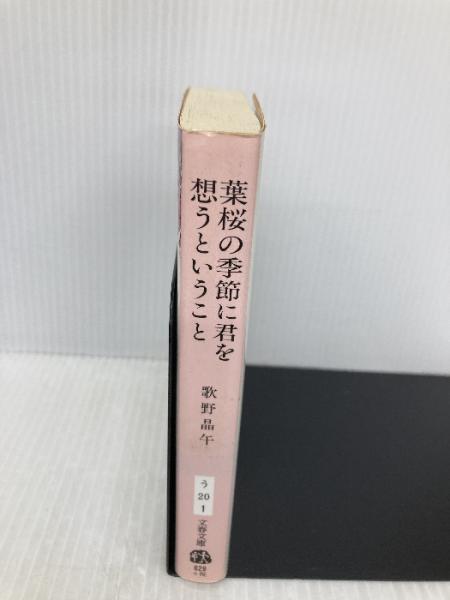 葉桜の季節に君を
想うということ
歌野晶午
う
20
1
文春文庫
629